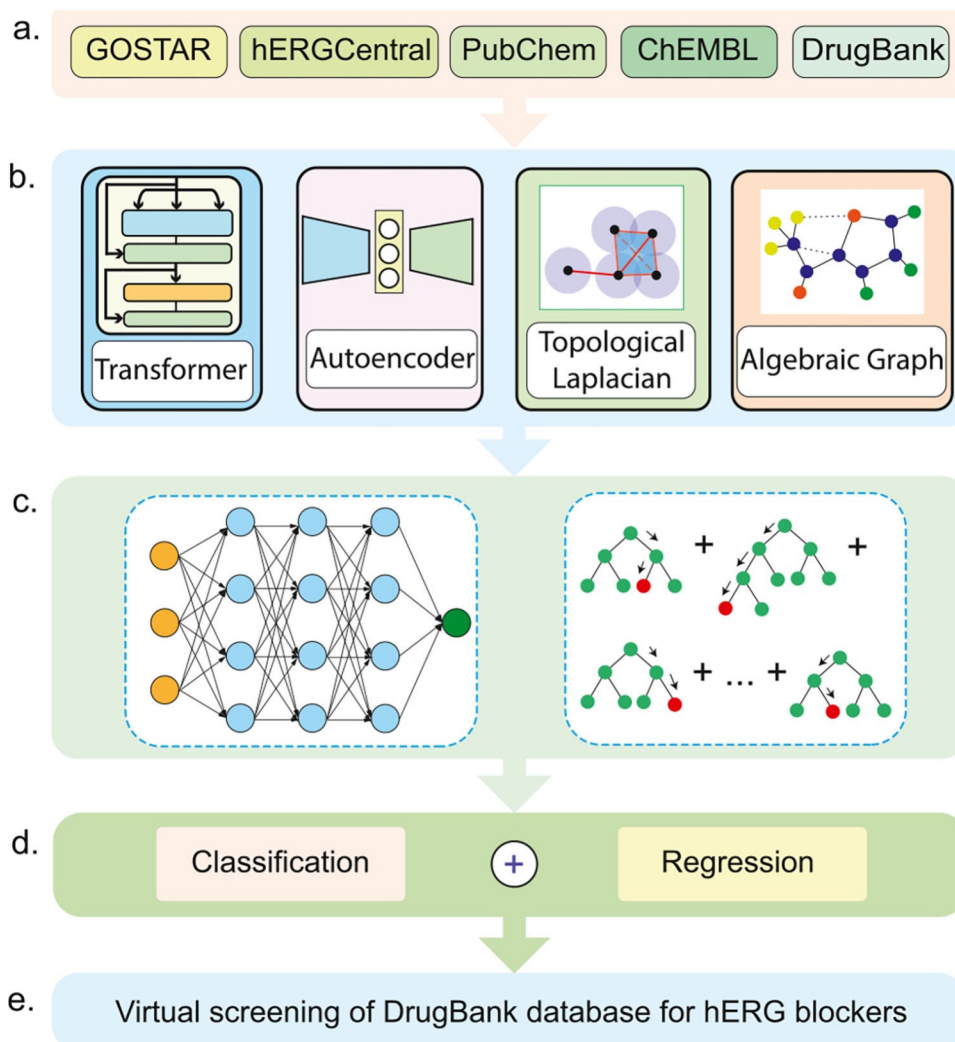 a.
GOSTAR hERGCentral PubChem ChEMBL DrugBank
b.
Transformer
Autoencoder
Topological
Laplacian
Algebraic Graph
c.
+ +
+ ... +
d.
Classification + Regression
e.
Virtual screening of DrugBank database for hERG blockers